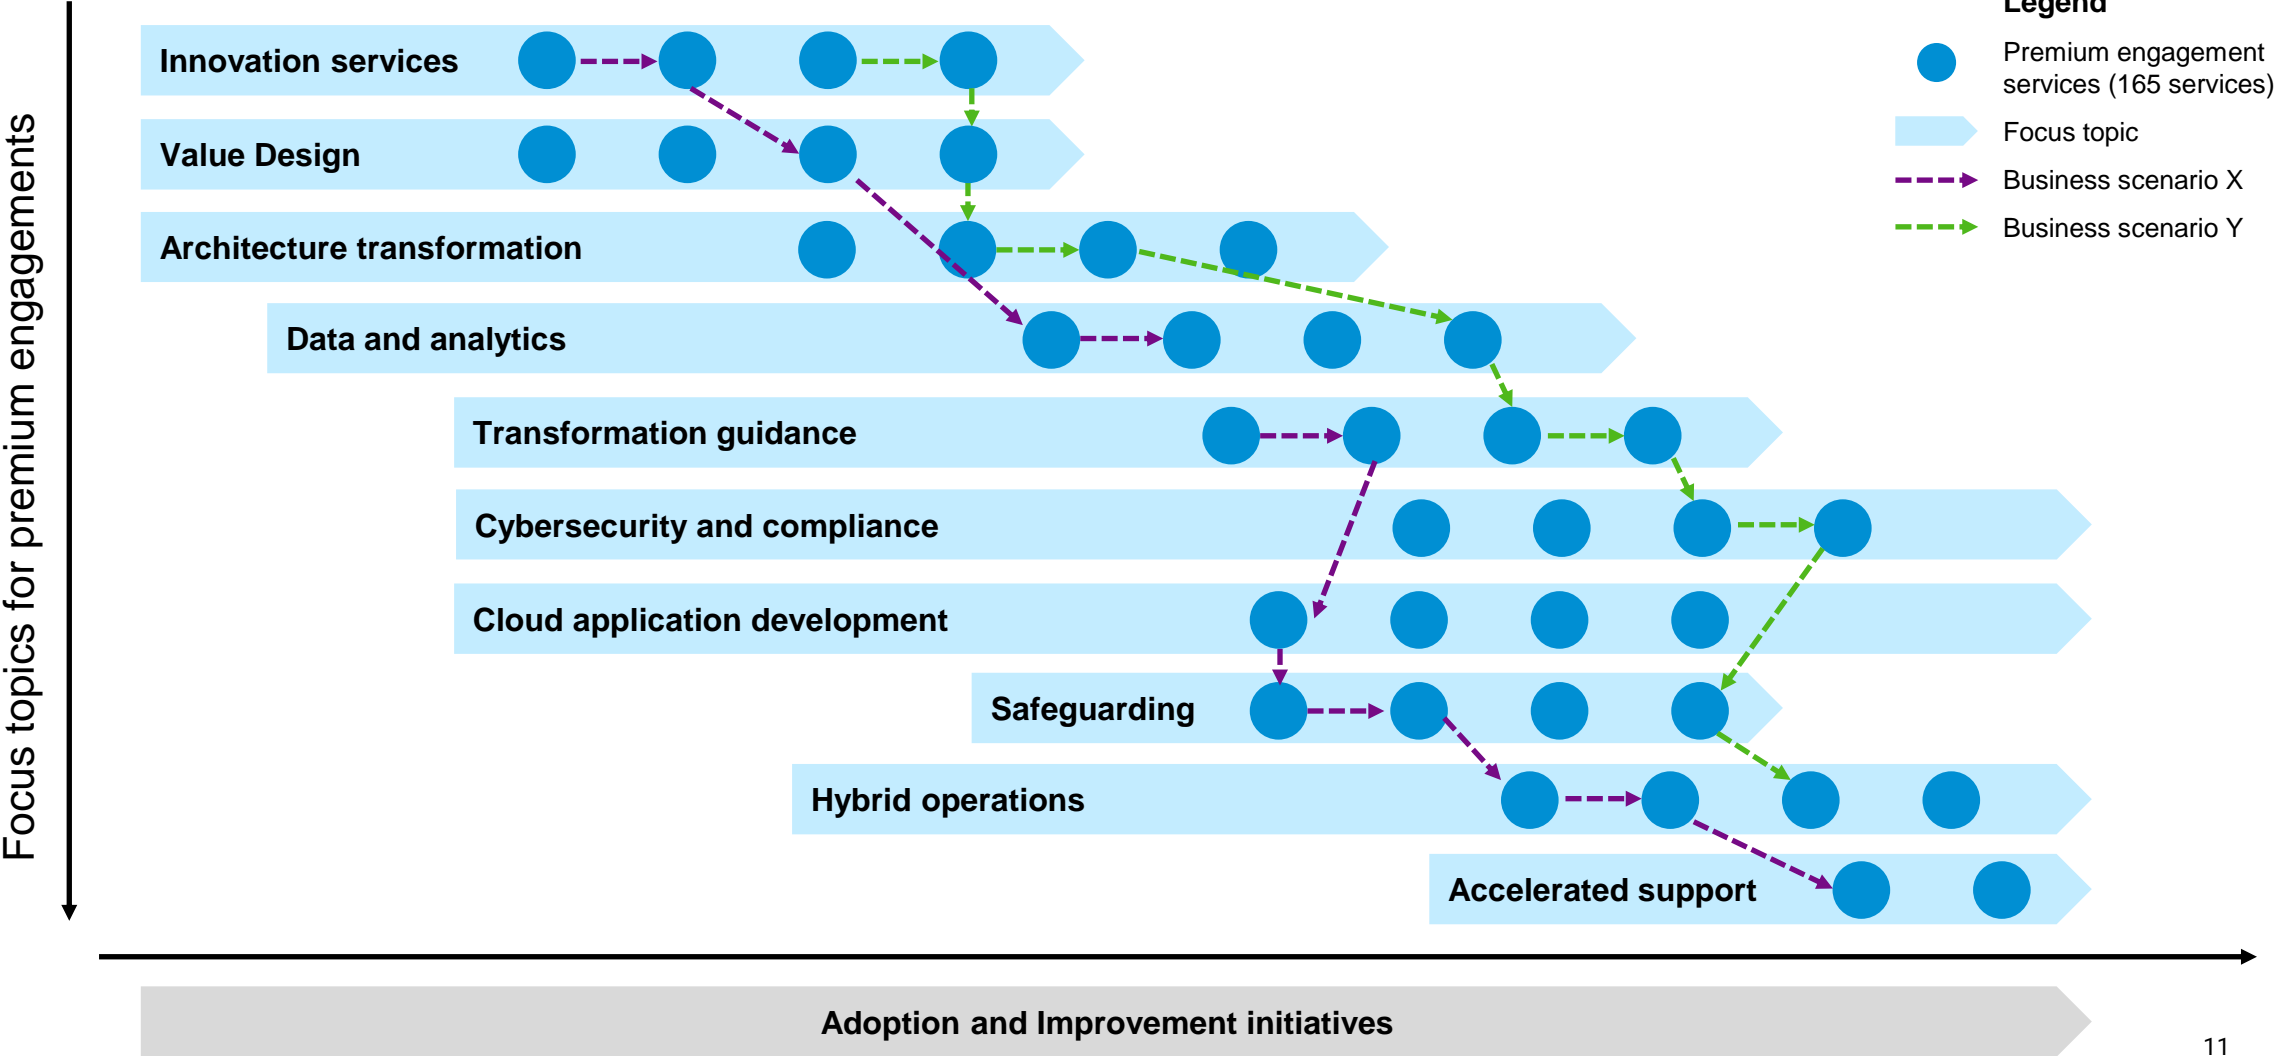 Legend
Premium engagement
services (165 services)
Focus topic
Business scenario X
Business scenario Y
Focus topics for premium engagements
Innovation services
Value Design
Architecture transformation
Data and analytics
Transformation guidance
Cybersecurity and compliance
Cloud application development
Safeguarding
Hybrid operations
Accelerated support
Adoption and Improvement initiatives
11